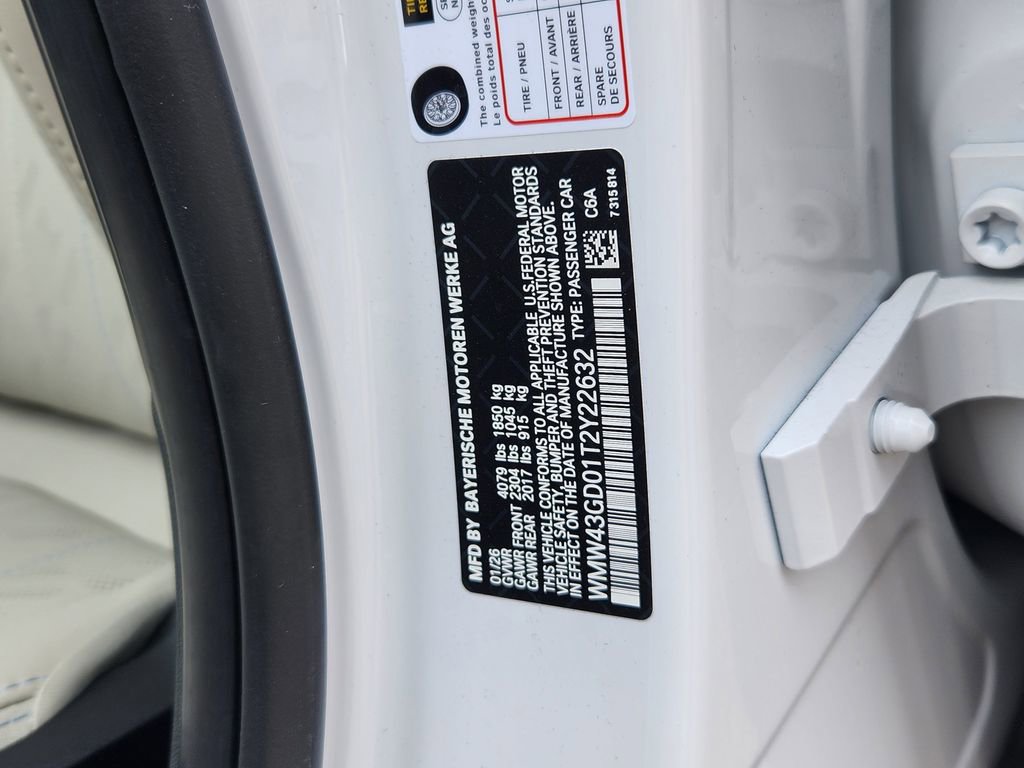 The combined weight
Le poids total des oc
TIRE / PNEU
FRONT / AVANT
REAR / ARRIÈRE
SPARE
DE SECOURS
MFD BY BAYERISCHE MOTOREN WERKE AG
01/26
GVWR 4079 lbs 1850 kg
GAWR FRONT 2304 lbs 1045 kg
GAWR REAR 2017 lbs 915 kg
THIS VEHICLE CONFORMS TO ALL APPLICABLE U.S.FEDERAL MOTOR
VEHICLE SAFETY, BUMPER AND THEFT PREVENTION STANDARDS
IN EFFECT ON THE DATE OF MANUFACTURE SHOWN ABOVE.
WMW43GD01T2Y22632 TYPE: PASSENGER CAR
C6A
7315814